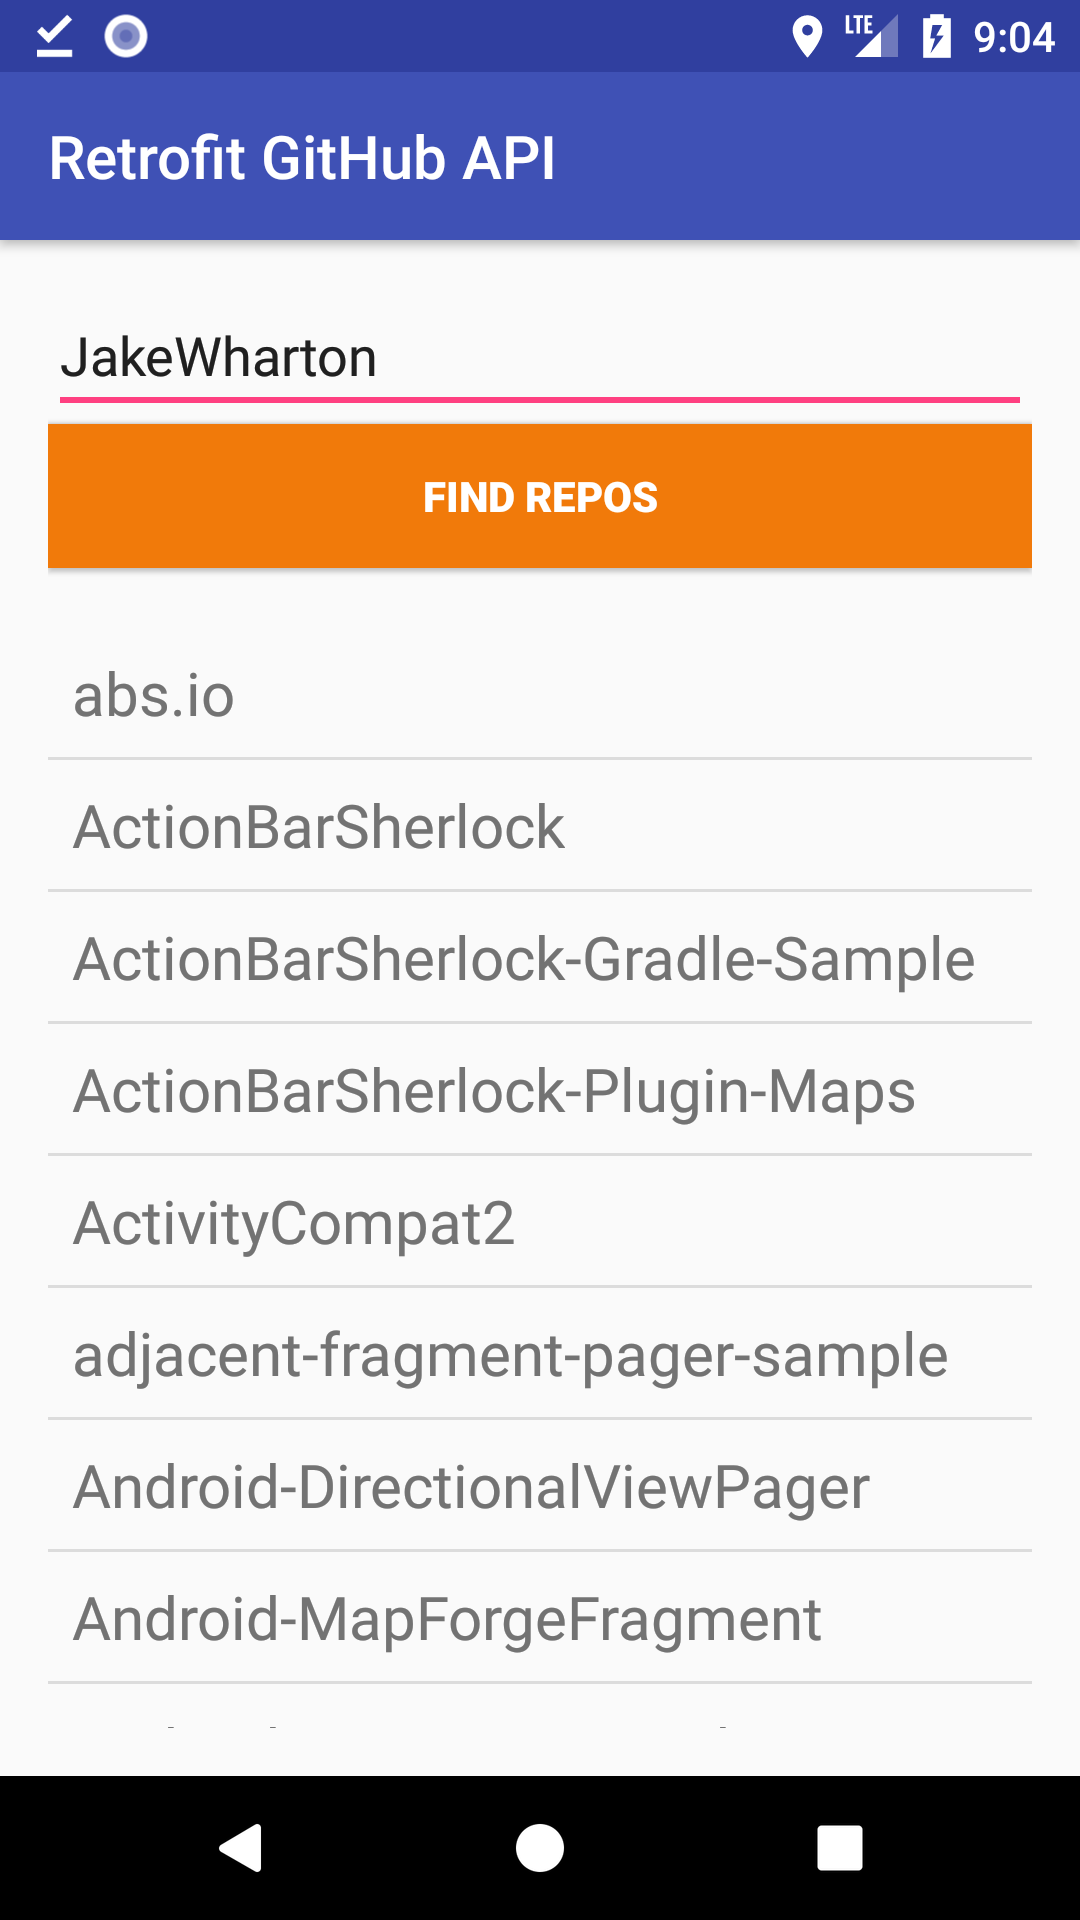 LTE 9:04
Retrofit GitHub API
JakeWharton
FIND REPOS
abs.io
ActionBarSherlock
ActionBarSherlock-Gradle-Sample
ActionBarSherlock-Plugin-Maps
ActivityCompat2
adjacent-fragment-pager-sample
Android-DirectionalViewPager
Android-MapForgeFragment